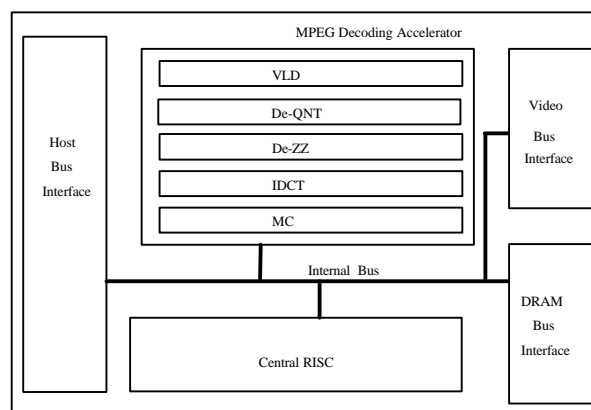 MPEG Decoding Accelerator
VLD
De-QNT
De-ZZ
IDCT
MC
Host
Bus
Interface
Video
Bus
Interface
Internal Bus
DRAM
Bus
Interface
Central RISC